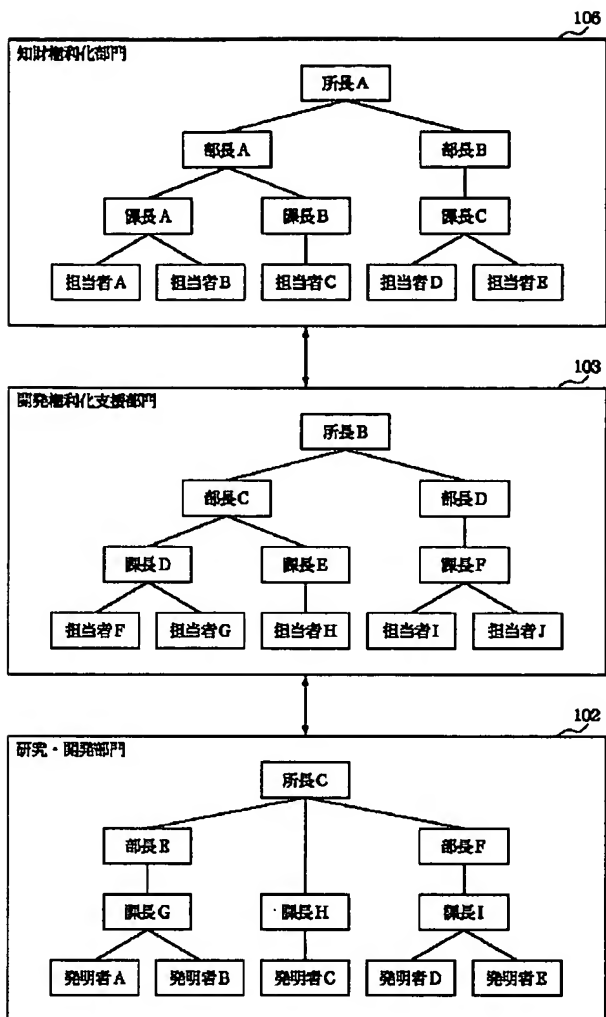 106
知財権利化部門
所長A
部長A 部長B
課長A 課長B 課長C
担当者A 担当者B 担当者C 担当者D 担当者E
103
開発権利化支援部門
所長B
部長C 部長D
課長D 課長E 課長F
担当者F 担当者G 担当者H 担当者I 担当者J
102
研究・開発部門
所長C
部長E 部長F
課長G 課長H 課長I
発明者A 発明者B 発明者C 発明者D 発明者E